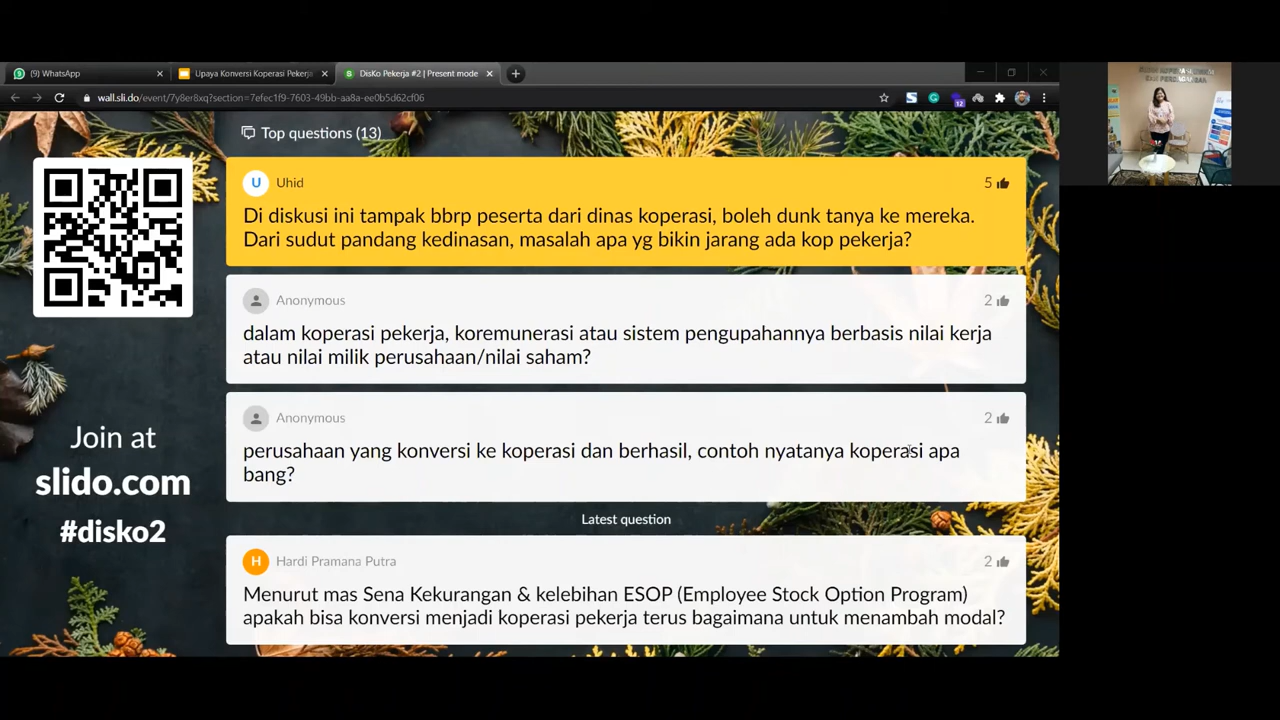 (9) WhatsApp
Upaya Konversi Koperasi Pekerja
DisKo Pekerja #2 | Present mode
wall.sli.do/event/7y8er8xq?section=7efec1f9-7603-49bb-aa8a-ee0b5d62cf06
12
Top questions (13)
U Uhid 5
Di diskusi ini tampak bbrp peserta dari dinas koperasi, boleh dunk tanya ke mereka.
Dari sudut pandang kedinasan, masalah apa yg bikin jarang ada kop pekerja?
Anonymous 2
dalam koperasi pekerja, koremunerasi atau sistem pengupahannya berbasis nilai kerja
atau nilai milik perusahaan/nilai saham?
Anonymous 2
perusahaan yang konversi ke koperasi dan berhasil, contoh nyatanya koperasi apa
bang?
Latest question
H Hardi Pramana Putra 2
Menurut mas Sena Kekurangan & kelebihan ESOP (Employee Stock Option Program)
apakah bisa konversi menjadi koperasi pekerja terus bagaimana untuk menambah modal?
Join at
slido.com
#disko2